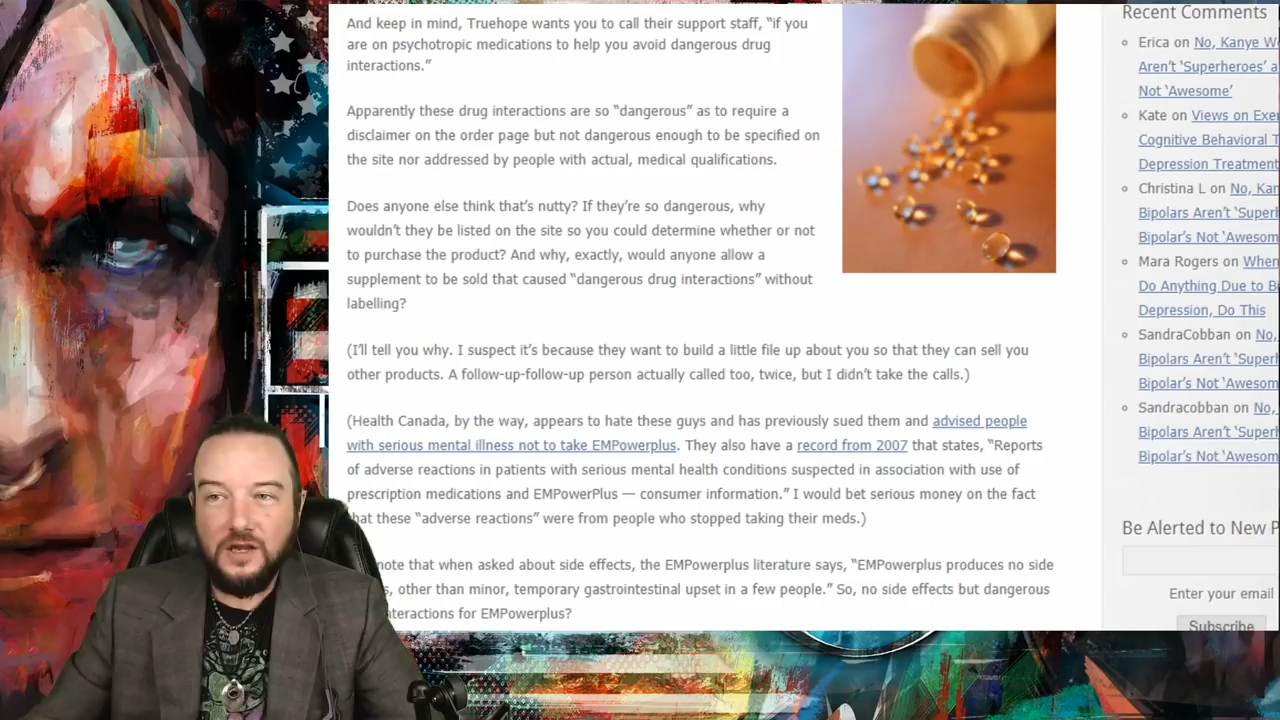 And keep in mind, Truehope wants you to call their support staff, “if you
are on psychotropic medications to help you avoid dangerous drug
interactions.”
Apparently these drug interactions are so “dangerous” as to require a
disclaimer on the order page but not dangerous enough to be specified on
the site nor addressed by people with actual, medical qualifications.
Does anyone else think that’s nutty? If they’re so dangerous, why
wouldn’t they be listed on the site so you could determine whether or not
to purchase the product? And why, exactly, would anyone allow a
supplement to be sold that caused “dangerous drug interactions” without
labelling?
(I’ll tell you why. I suspect it’s because they want to build a little file up about you so that they can sell you
other products. A follow-up-follow-up person actually called too, twice, but I didn’t take the calls.)
(Health Canada, by the way, appears to hate these guys and has previously sued them and advised people
with serious mental illness not to take EMPowerplus. They also have a record from 2007 that states, “Reports
of adverse reactions in patients with serious mental health conditions suspected in association with use of
prescription medications and EMPowerPlus — consumer information.” I would bet serious money on the fact
hat these “adverse reactions” were from people who stopped taking their meds.)
note that when asked about side effects, the EMPowerplus literature says, “EMPowerplus produces no side
s, other than minor, temporary gastrointestinal upset in a few people.” So, no side effects but dangerous
nteractions for EMPowerplus?
Recent Comments
Erica on No, Kanye W
Aren’t ‘Superheroes’ a
Not ‘Awesome’
Kate on Views on Exer
Cognitive Behavioral T
Depression Treatment
Christina L on No, Kan
Bipolars Aren’t ‘Superh
Bipolar’s Not ‘Awesom
Mara Rogers on When
Do Anything Due to B
Depression, Do This
SandraCobban on No,
Bipolars Aren’t ‘Superh
Bipolar’s Not ‘Awesom
Sandracobban on No,
Bipolars Aren’t ‘Superh
Bipolar’s Not ‘Awesom
Be Alerted to New P
Enter your email
Subscribe